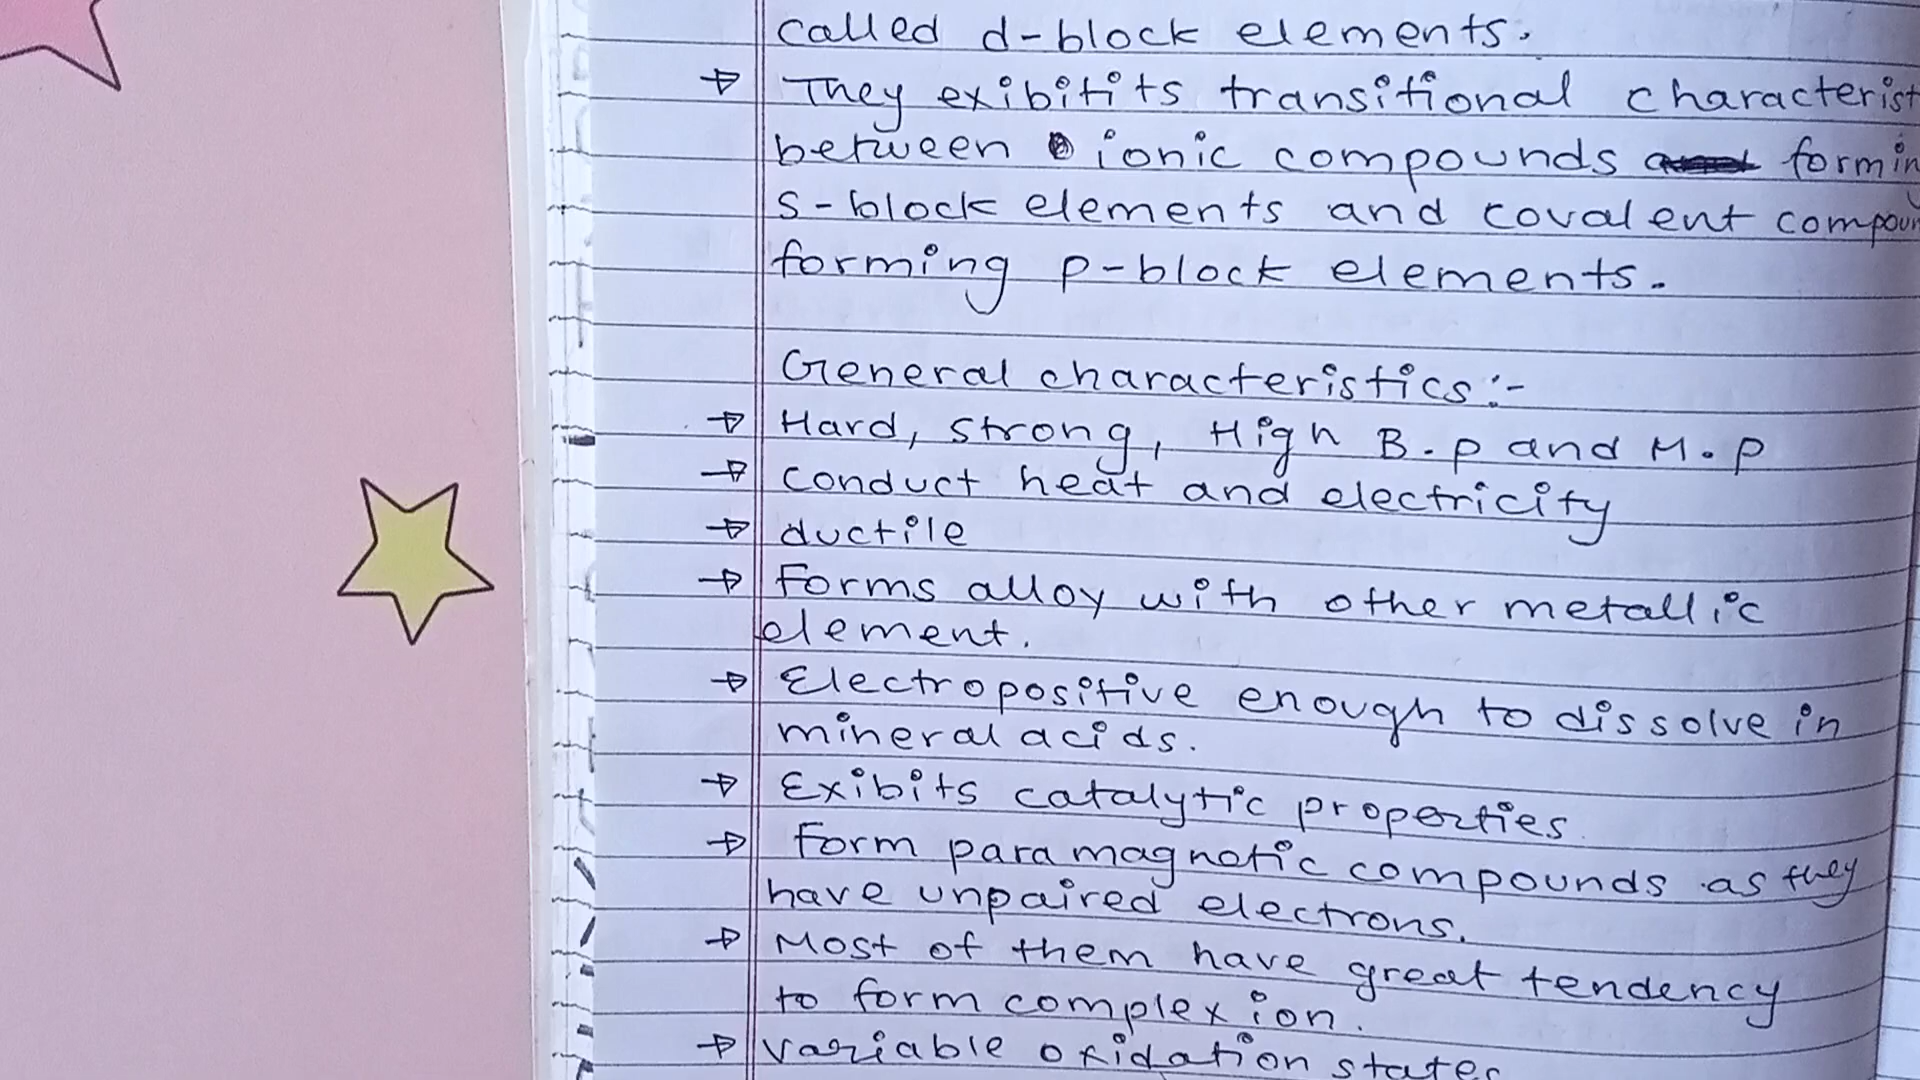 called d-block elements.
→ They exibitits transitional characterist
between ionic compounds formin
s-block elements and covalent compoun
forming p-block elements.
General characteristics:-
→ Hard, strong, High B.p and M.p
→ conduct heat and electricity
→ ductile
→ Forms alloy with other metallic
element.
→ Electropositive enough to dissolve in
mineral acids.
→ Exibits catalytic properties.
→ Form paramagnetic compounds as they
have unpaired electrons.
→ Most of them have great tendency
to form complex ion.
→ variable oxidation states